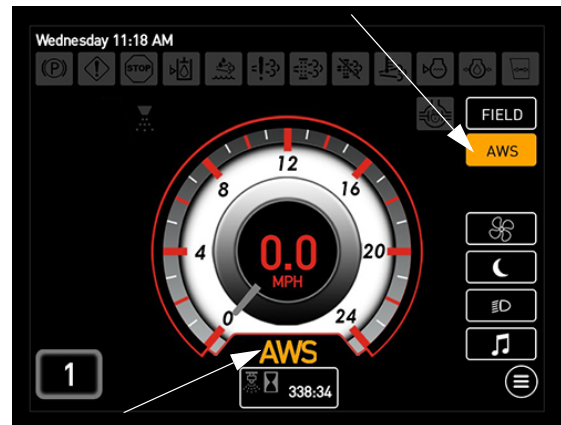 Wednesday 11:18 AM
(P)
STOP
FIELD
AWS
12
8
16
4
0.0
20
MPH
0
24
AWS
1
338:34